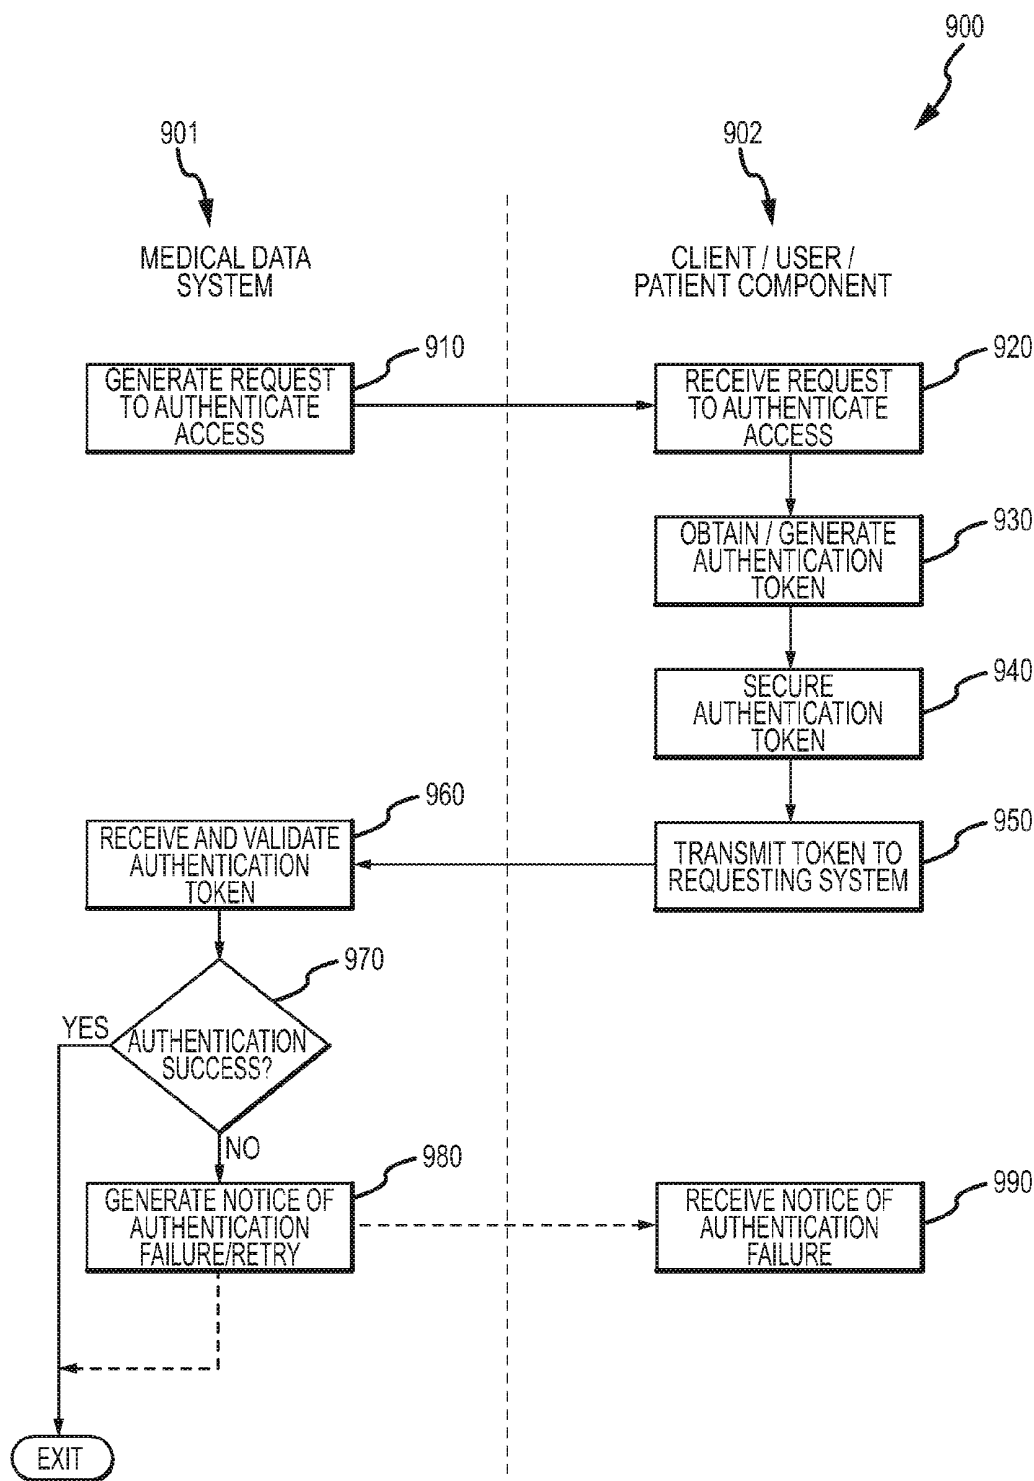 900
901
902
MEDICAL DATA
SYSTEM
CLIENT / USER /
PATIENT COMPONENT
910
GENERATE REQUEST
TO AUTHENTICATE
ACCESS
920
RECEIVE REQUEST
TO AUTHENTICATE
ACCESS
930
OBTAIN / GENERATE
AUTHENTICATION
TOKEN
940
SECURE
AUTHENTICATION
TOKEN
950
TRANSMIT TOKEN TO
REQUESTING SYSTEM
960
RECEIVE AND VALIDATE
AUTHENTICATION
TOKEN
970
YES
AUTHENTICATION
SUCCESS?
NO
980
GENERATE NOTICE OF
AUTHENTICATION
FAILURE/RETRY
990
RECEIVE NOTICE OF
AUTHENTICATION
FAILURE
EXIT